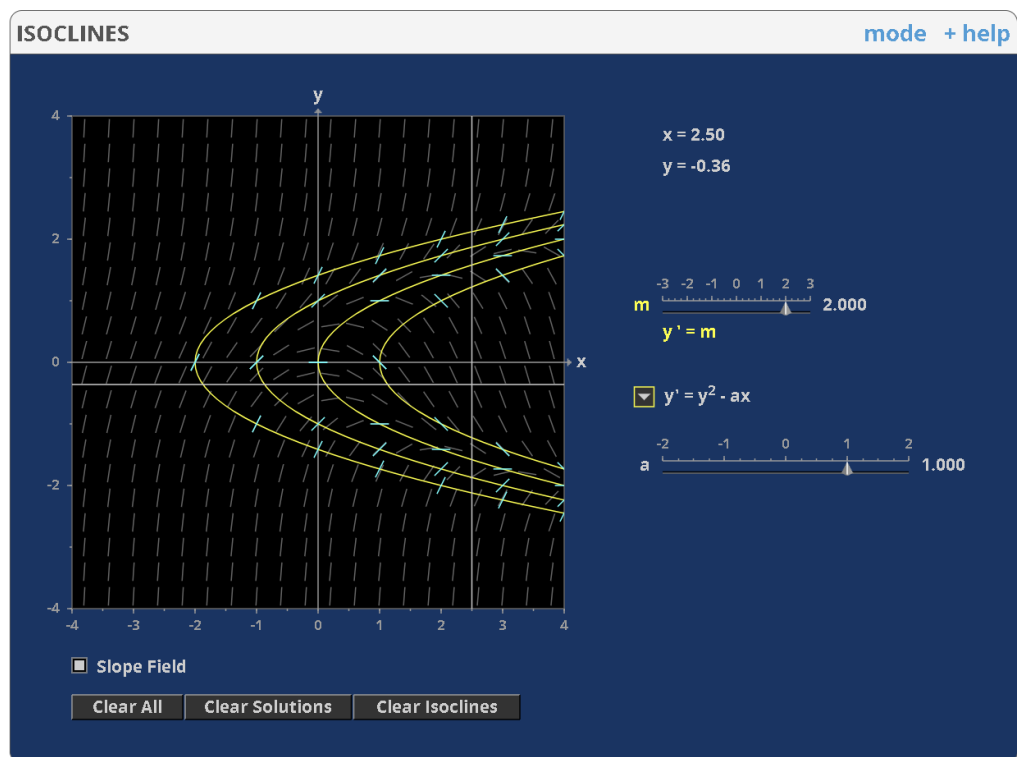 ISOCLINES mode + help
y
x = 2.50
y = -0.36
4
2
0
-2
-4
x
-4 -3 -2 -1 0 1 2 3 4
-3 -2 -1 0 1 2 3
m 2.000
y ' = m
y' = y² - ax
-2 -1 0 1 2
a 1.000
Slope Field
Clear All Clear Solutions Clear Isoclines